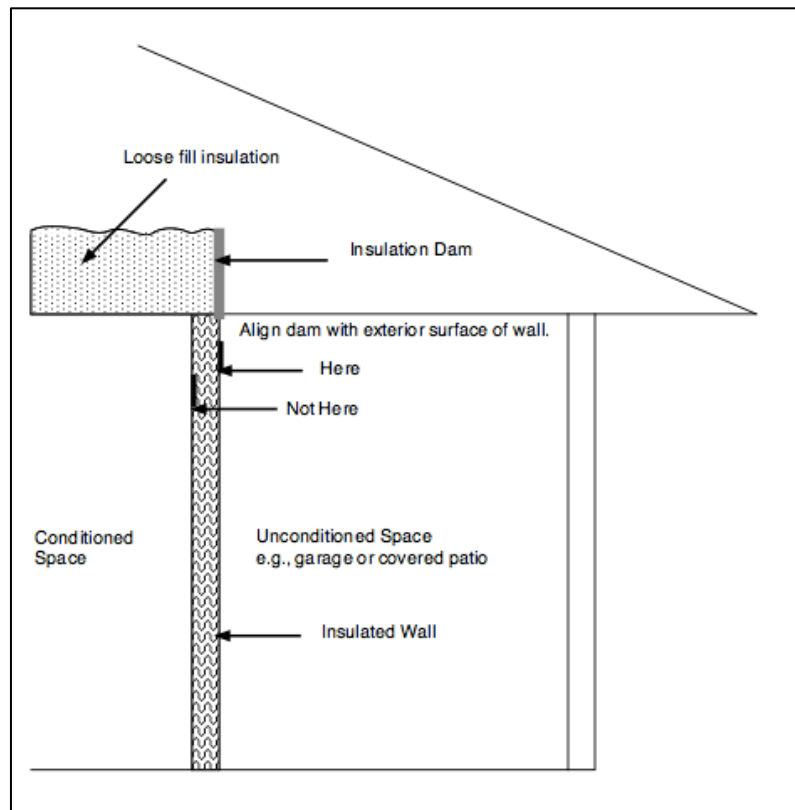 Loose fill insulation
Insulation Dam
Align dam with exterior surface of wall.
Here
Not Here
Conditioned
Space
Unconditioned Space
e.g., garage or covered patio
Insulated Wall